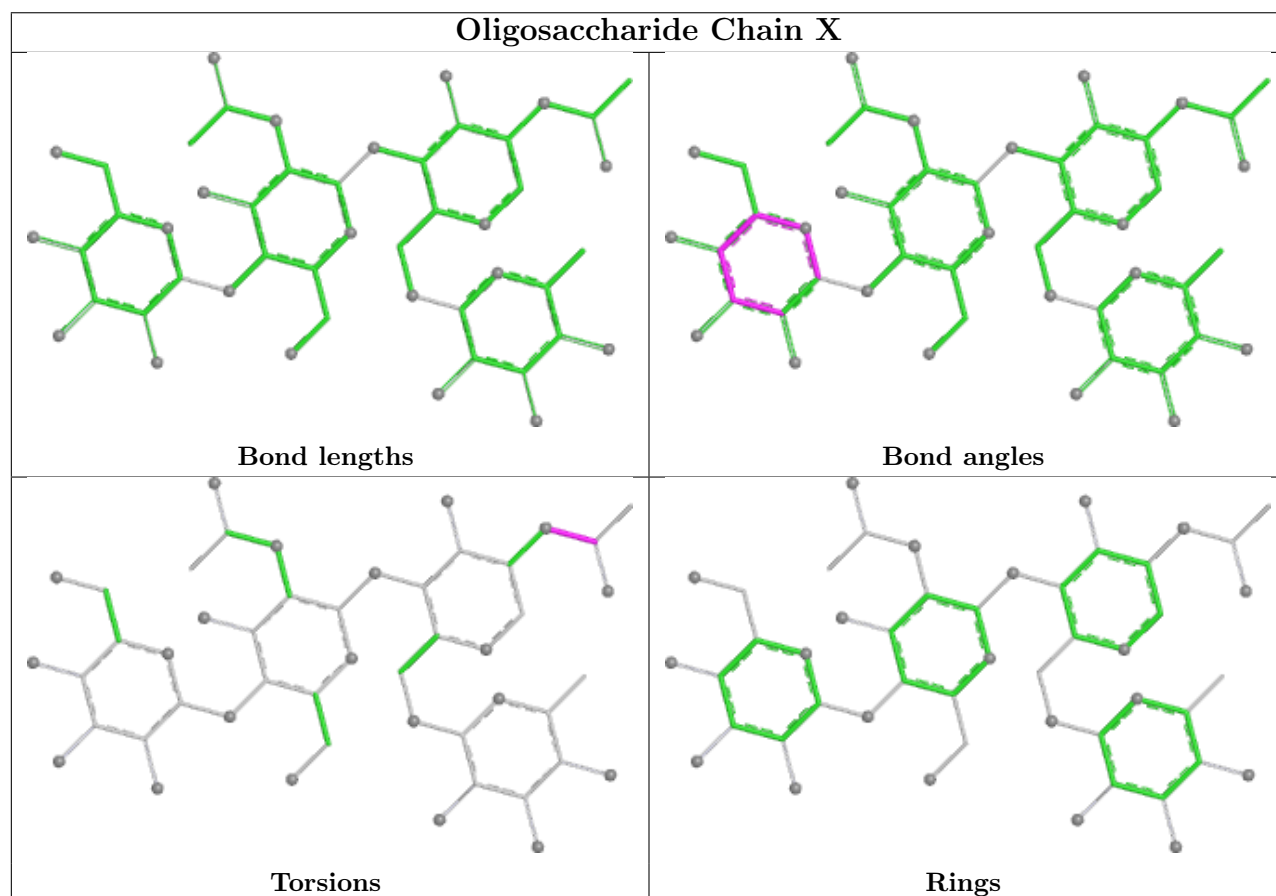 Oligosaccharide Chain X
Bond lengths
Bond angles
Torsions
Rings